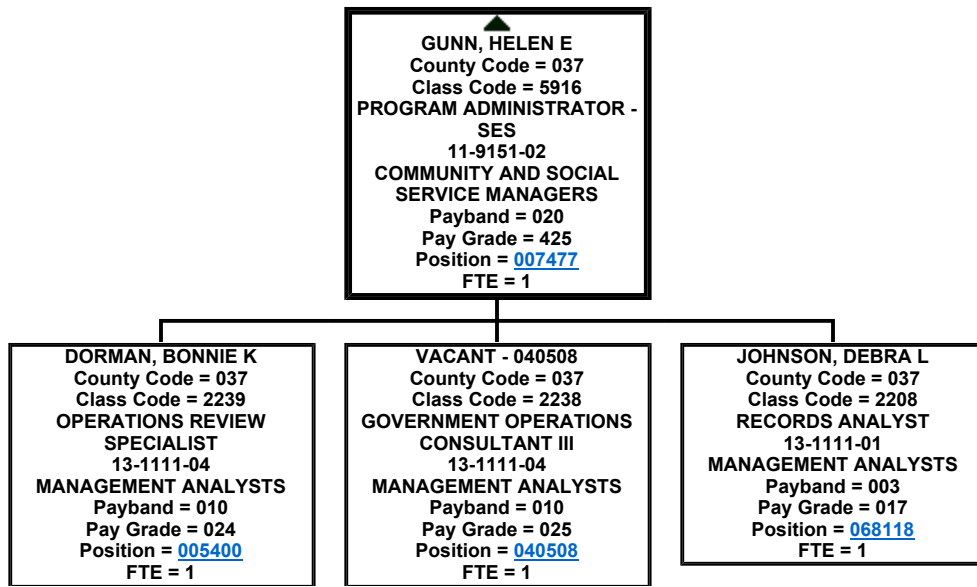 GUNN, HELEN E
County Code = 037
Class Code = 5916
PROGRAM ADMINISTRATOR -
SES
11-9151-02
COMMUNITY AND SOCIAL
SERVICE MANAGERS
Payband = 020
Pay Grade = 425
Position = 007477
FTE = 1
DORMAN, BONNIE K
County Code = 037
Class Code = 2239
OPERATIONS REVIEW
SPECIALIST
13-1111-04
MANAGEMENT ANALYSTS
Payband = 010
Pay Grade = 024
Position = 005400
FTE = 1
VACANT - 040508
County Code = 037
Class Code = 2238
GOVERNMENT OPERATIONS
CONSULTANT III
13-1111-04
MANAGEMENT ANALYSTS
Payband = 010
Pay Grade = 025
Position = 040508
FTE = 1
JOHNSON, DEBRA L
County Code = 037
Class Code = 2208
RECORDS ANALYST
13-1111-01
MANAGEMENT ANALYSTS
Payband = 003
Pay Grade = 017
Position = 068118
FTE = 1